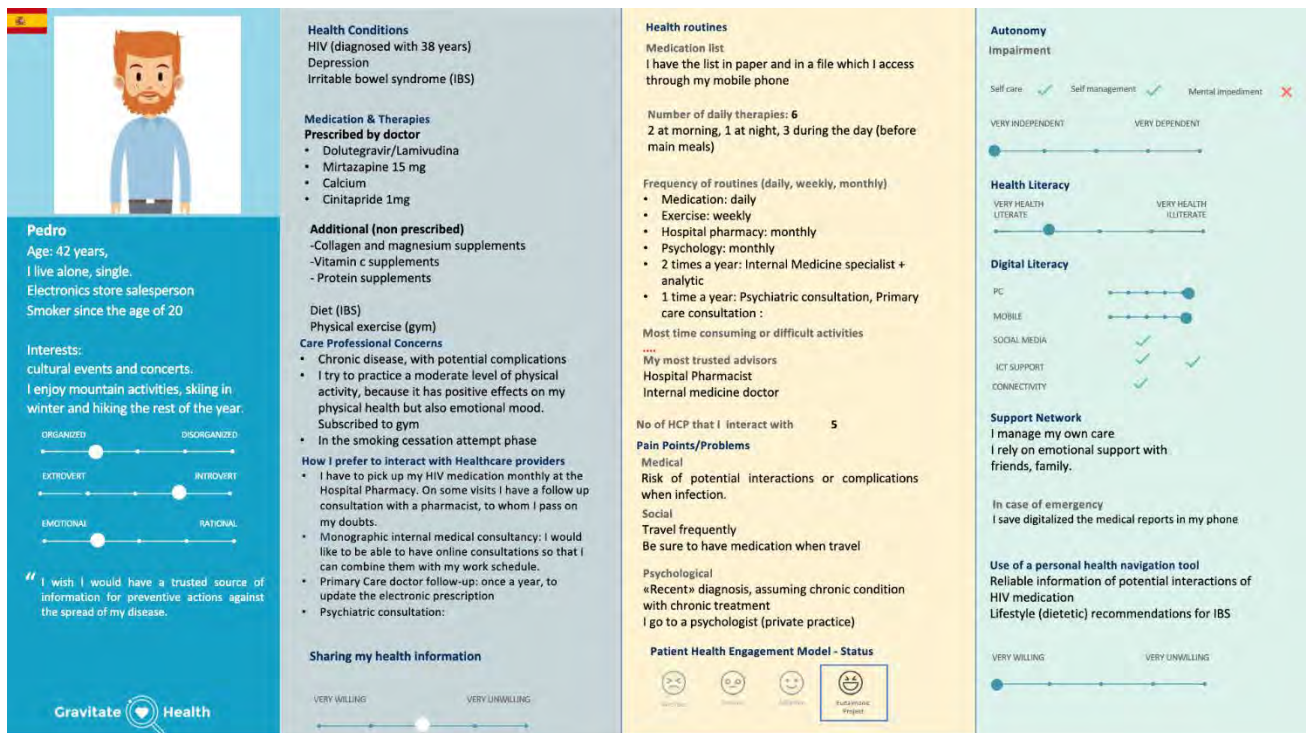 Pedro
Age: 42 years,
I live alone, single.
Electronics store salesperson
Smoker since the age of 20
Interests:
cultural events and concerts.
I enjoy mountain activities, skiing in
winter and hiking the rest of the year.
ORGANIZED DISORGANIZED
EXTROVERT INTROVERT
EMOTIONAL RATIONAL
“ I wish I would have a trusted source of
information for preventive actions against
the spread of my disease.
Gravitate Health
Health Conditions
HIV (diagnosed with 38 years)
Depression
Irritable bowel syndrome (IBS)
Medication & Therapies
Prescribed by doctor
• Dolutegravir/Lamivudina
• Mirtazapine 15 mg
• Calcium
• Cinitapride 1mg
Additional (non prescribed)
-Collagen and magnesium supplements
-Vitamin c supplements
- Protein supplements
Diet (IBS)
Physical exercise (gym)
Care Professional Concerns
• Chronic disease, with potential complications
• I try to practice a moderate level of physical
activity, because it has positive effects on my
physical health but also emotional mood.
Subscribed to gym
• In the smoking cessation attempt phase
How I prefer to interact with Healthcare providers
• I have to pick up my HIV medication monthly at the
Hospital Pharmacy. On some visits I have a follow up
consultation with a pharmacist, to whom I pass on
my doubts.
• Monographic internal medical consultancy: I would
like to be able to have online consultations so that I
can combine them with my work schedule.
• Primary Care doctor follow-up: once a year, to
update the electronic prescription
• Psychiatric consultation:
Sharing my health information
VERY WILLING VERY UNWILLING
Health routines
Medication list
I have the list in paper and in a file which I access
through my mobile phone
Number of daily therapies: 6
2 at morning, 1 at night, 3 during the day (before
main meals)
Frequency of routines (daily, weekly, monthly)
• Medication: daily
• Exercise: weekly
• Hospital pharmacy: monthly
• Psychology: monthly
• 2 times a year: Internal Medicine specialist +
analytic
• 1 time a year: Psychiatric consultation, Primary
care consultation :
Most time consuming or difficult activities
....
My most trusted advisors
Hospital Pharmacist
Internal medicine doctor
No of HCP that I interact with 5
Pain Points/Problems
Medical
Risk of potential interactions or complications
when infection.
Social
Travel frequently
Be sure to have medication when travel
Psychological
«Recent» diagnosis, assuming chronic condition
with chronic treatment
I go to a psychologist (private practice)
Patient Health Engagement Model - Status
Project
Autonomy
Impairment
Self care Self management Mental impediment
VERY INDEPENDENT VERY DEPENDENT
Health Literacy
VERY HEALTH LITERATE VERY HEALTH ILLITERATE
Digital Literacy
PC
MOBILE
SOCIAL MEDIA
ICT SUPPORT
CONNECTIVITY
Support Network
I manage my own care
I rely on emotional support with
friends, family.
In case of emergency
I save digitalized the medical reports in my phone
Use of a personal health navigation tool
Reliable information of potential interactions of
HIV medication
Lifestyle (dietetic) recommendations for IBS
VERY WILLING VERY UNWILLING